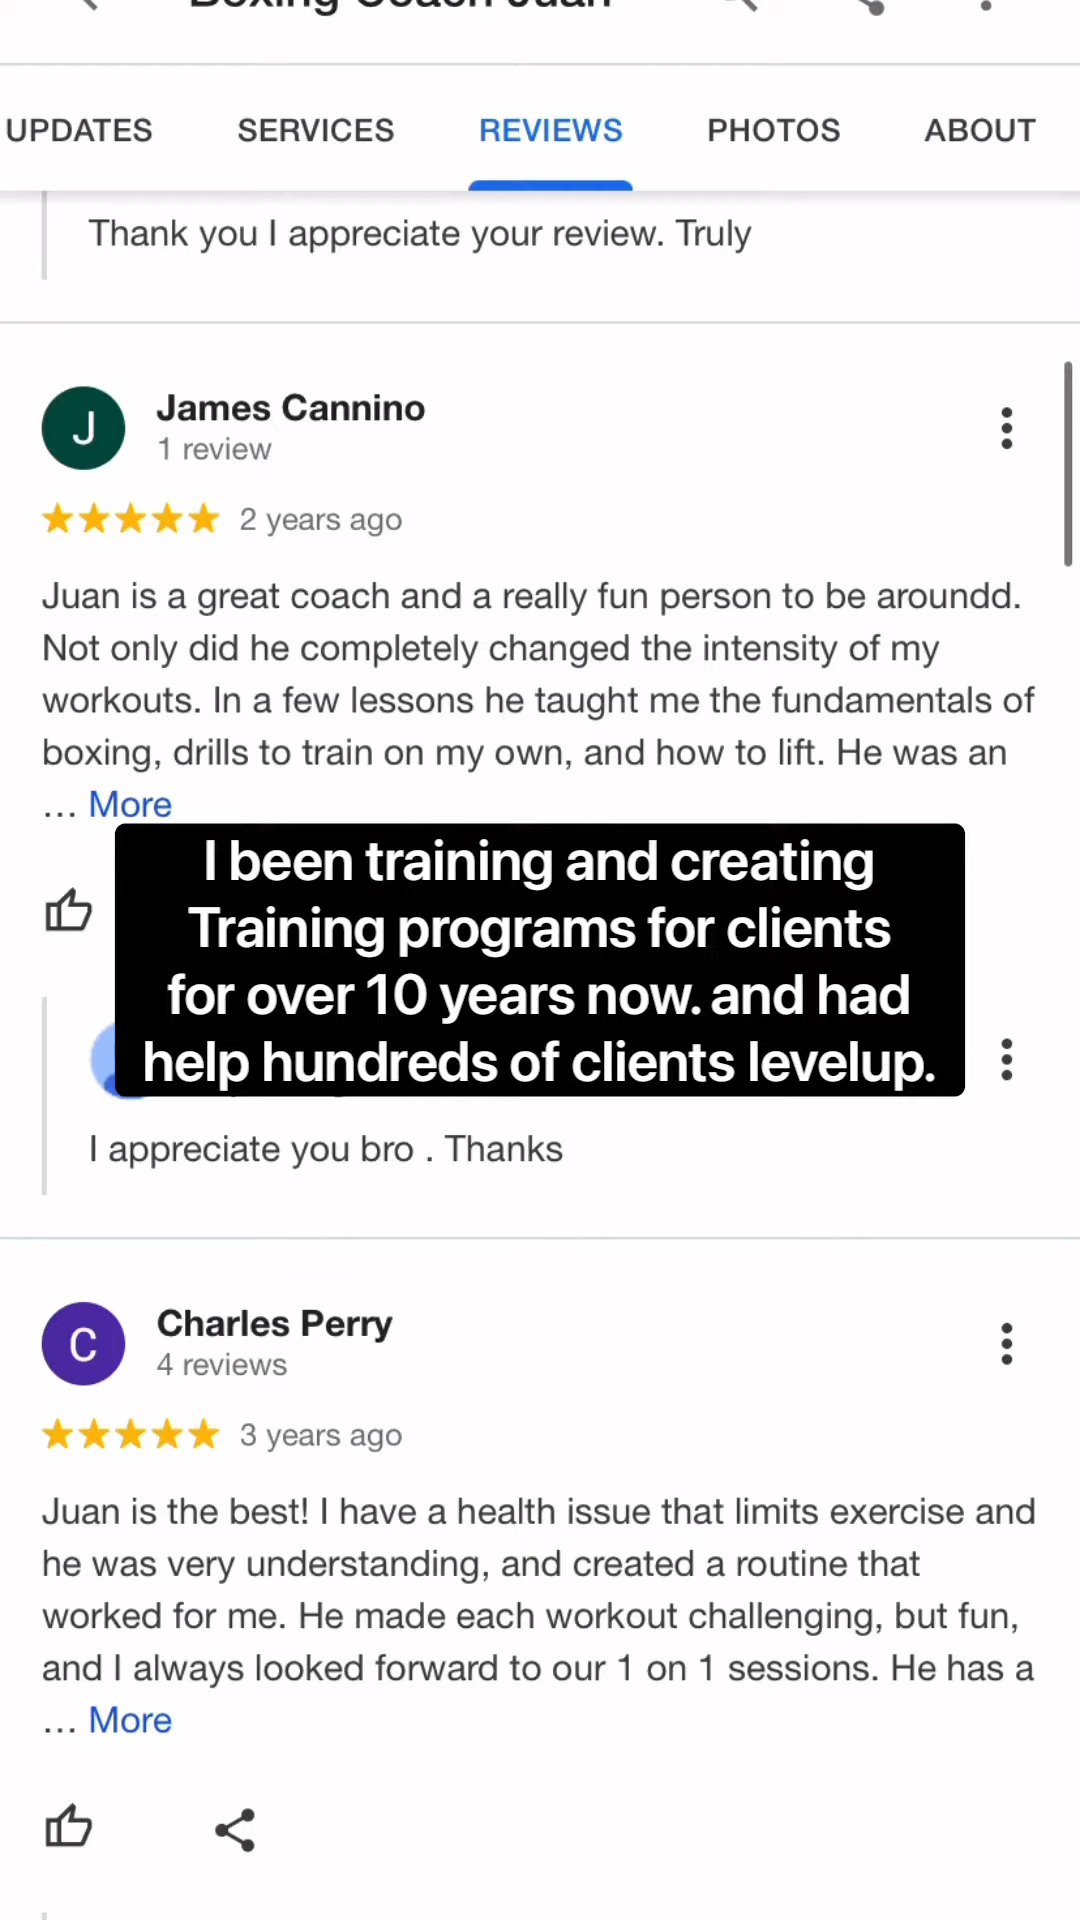 Boxing Coach Juan
UPDATES SERVICES REVIEWS PHOTOS ABOUT
Thank you I appreciate your review. Truly
J
James Cannino
1 review
2 years ago
Juan is a great coach and a really fun person to be aroundd.
Not only did he completely changed the intensity of my
workouts. In a few lessons he taught me the fundamentals of
boxing, drills to train on my own, and how to lift. He was an
... More
I been training and creating
Training programs for clients
for over 10 years now. and had
help hundreds of clients levelup.
I appreciate you bro . Thanks
C
Charles Perry
4 reviews
3 years ago
Juan is the best! I have a health issue that limits exercise and
he was very understanding, and created a routine that
worked for me. He made each workout challenging, but fun,
and I always looked forward to our 1 on 1 sessions. He has a
... More